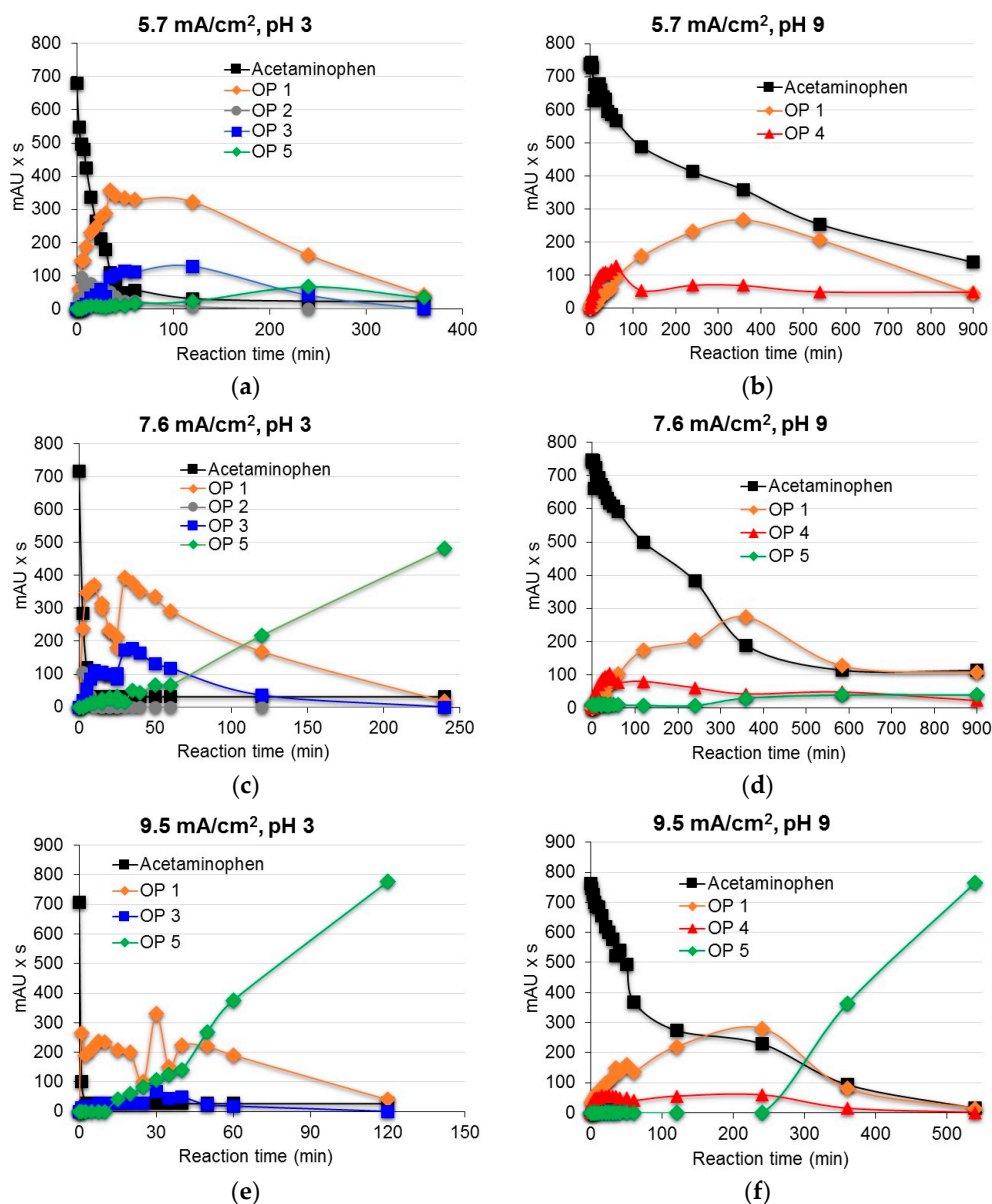 5.7 mA/cm², pH 3
800
700
600
500
400
300
200
100
0
mAU x s
Acetaminophen
OP 1
OP 2
OP 3
OP 5
0 100 200 300 400
Reaction time (min)
(a)
5.7 mA/cm², pH 9
800
700
600
500
400
300
200
100
0
mAU x s
Acetaminophen
OP 1
OP 4
0 100 200 300 400 500 600 700 800 900
Reaction time (min)
(b)
7.6 mA/cm², pH 3
800
700
600
500
400
300
200
100
0
mAU x s
Acetaminophen
OP 1
OP 2
OP 3
OP 5
0 50 100 150 200 250
Reaction time (min)
(c)
7.6 mA/cm², pH 9
800
700
600
500
400
300
200
100
0
mAU x s
Acetaminophen
OP 1
OP 4
OP 5
0 100 200 300 400 500 600 700 800 900
Reaction time (min)
(d)
9.5 mA/cm², pH 3
900
800
700
600
500
400
300
200
100
0
mAU x s
Acetaminophen
OP 1
OP 3
OP 5
0 30 60 90 120 150
Reaction time (min)
(e)
9.5 mA/cm², pH 9
900
800
700
600
500
400
300
200
100
0
mAU x s
Acetaminophen
OP 1
OP 4
OP 5
0 100 200 300 400 500
Reaction time (min)
(f)